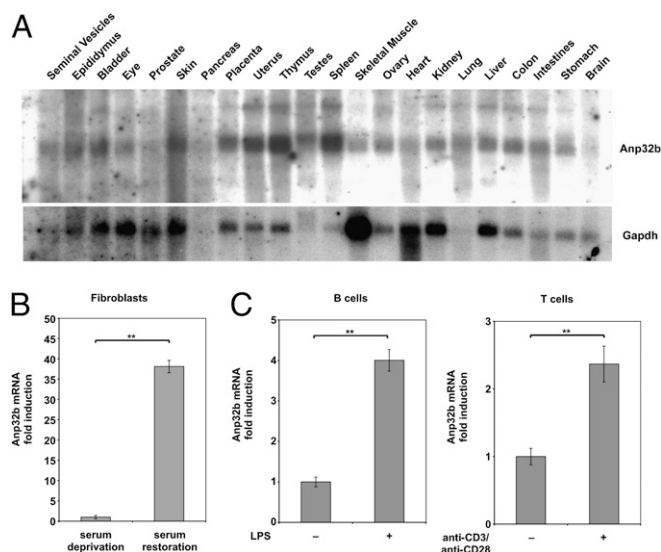 A
Seminal Vesicles
Epididymus
Bladder
Eye
Prostate
Skin
Pancreas
Placenta
Uterus
Thymus
Testes
Spleen
Skeletal Muscle
Ovary
Heart
Kidney
Lung
Liver
Colon
Intestines
Stomach
Brain
Anp32b
Gapdh
B
Fibroblasts
Anp32b mRNA
fold induction
50
45
40
35
30
25
20
15
10
5
0
**
serum
deprivation
serum
restoration
C
B cells
Anp32b mRNA
fold induction
5
4
3
2
1
0
**
LPS
–
+
T cells
Anp32b mRNA
fold induction
3
2
1
0
**
anti-CD3/
anti-CD28
–
+